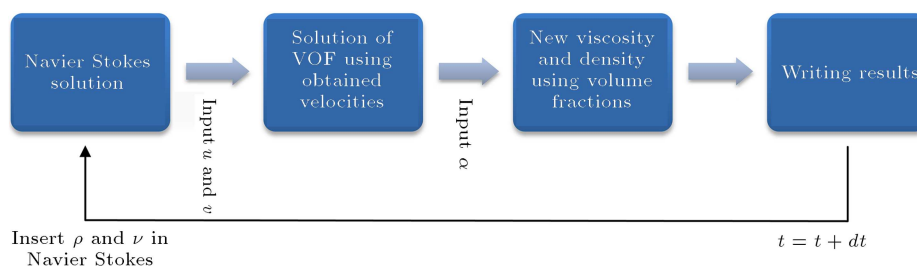 Navier Stokes
solution
Solution of
VOF using
obtained
velocities
New viscosity
and density
using volume
fractions
Writing results
Input u and v
Input α
Insert ρ and ν in
Navier Stokes
t = t + dt